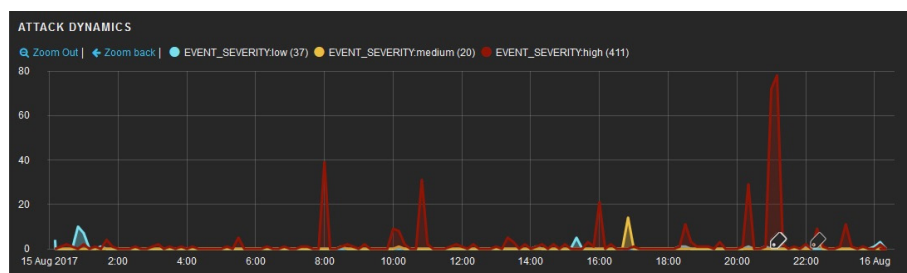 ATTACK DYNAMICS
Zoom Out | Zoom back | EVENT_SEVERITY:low (37) EVENT_SEVERITY:medium (20) EVENT_SEVERITY:high (411)
80
60
40
20
0
15 Aug 2017 2:00 4:00 6:00 8:00 10:00 12:00 14:00 16:00 18:00 20:00 22:00 16 Aug